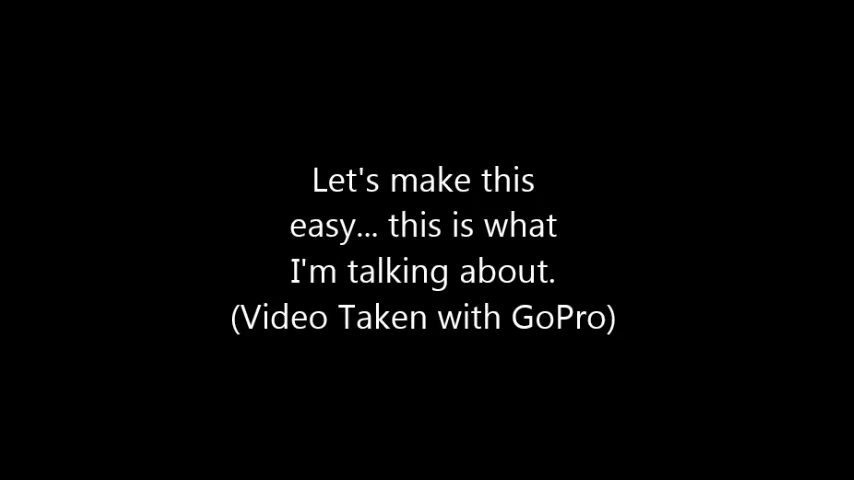 Let's make this
easy... this is what
I'm talking about.
(Video Taken with GoPro)